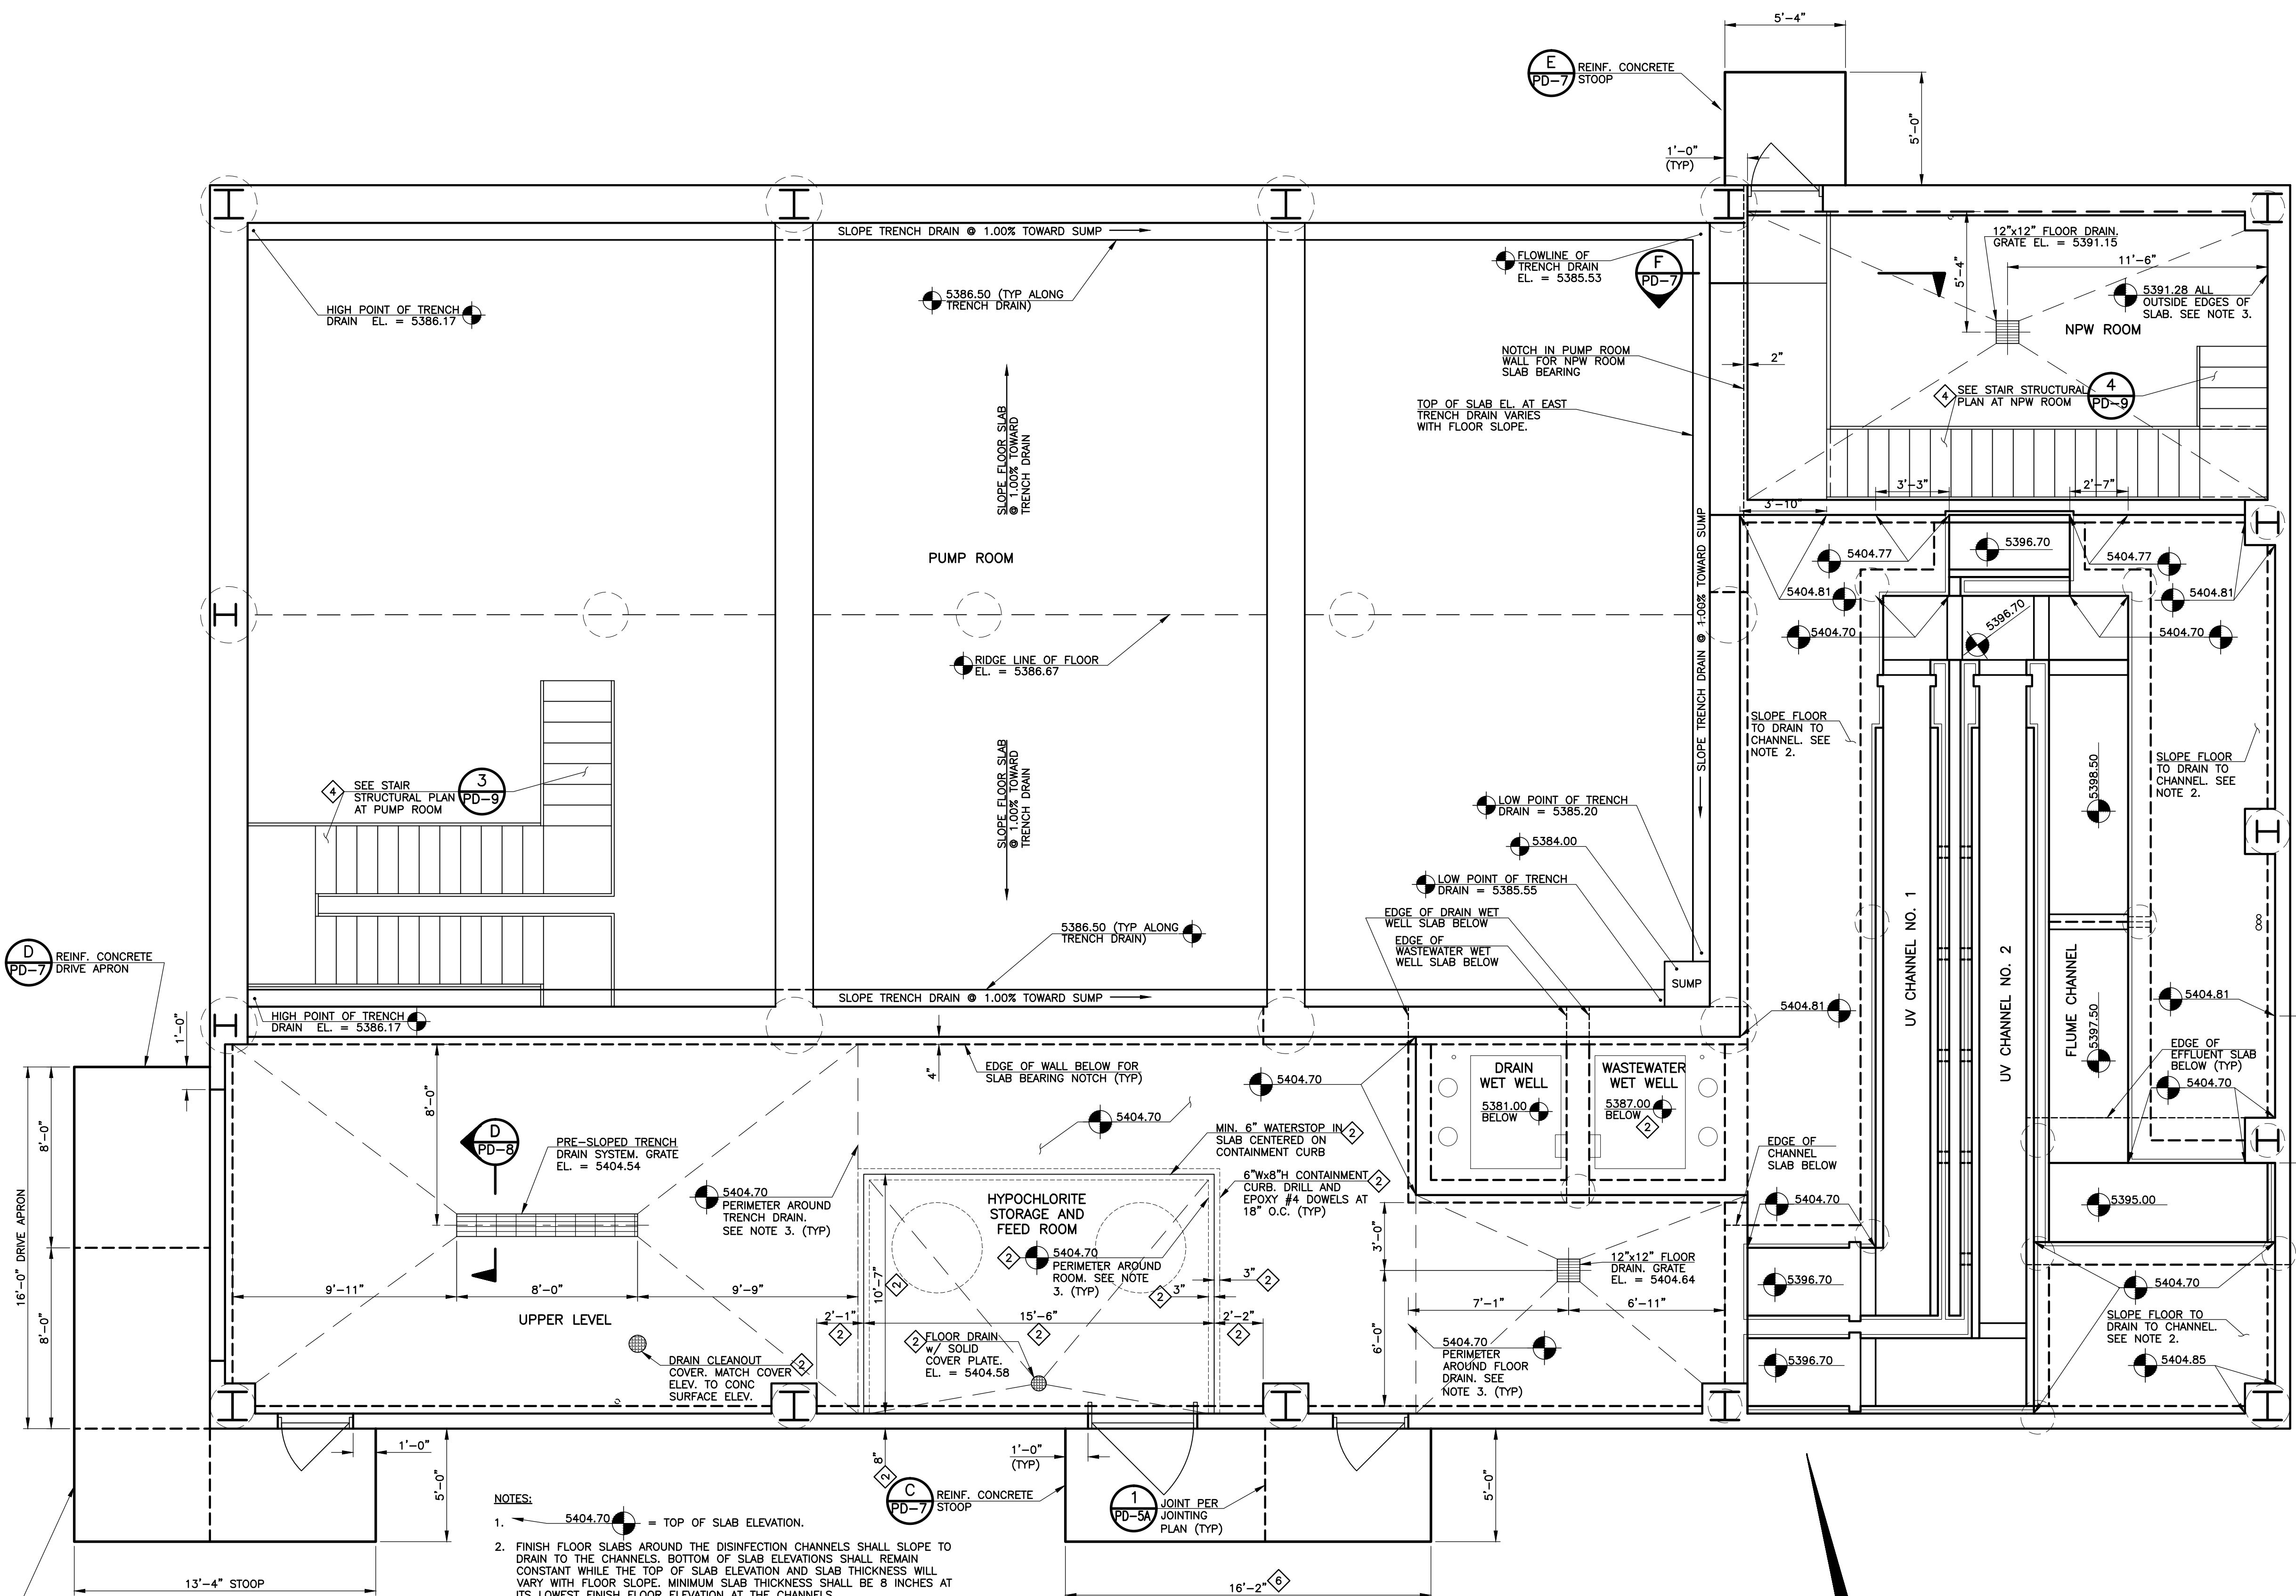 5'-4"
E
PD-7
REINF. CONCRETE
STOOP
5'-0"
1'-0"
(TYP)
SLOPE TRENCH DRAIN @ 1.00% TOWARD SUMP
HIGH POINT OF TRENCH
DRAIN EL. = 5386.17
5386.50 (TYP ALONG
TRENCH DRAIN)
FLOWLINE OF
TRENCH DRAIN
EL. = 5385.53
F
PD-7
12"x12" FLOOR DRAIN.
GRATE EL. = 5391.15
5'-4"
11'-6"
5391.28 ALL
OUTSIDE EDGES OF
SLAB. SEE NOTE 3.
NPW ROOM
NOTCH IN PUMP ROOM
WALL FOR NPW ROOM
SLAB BEARING
2"
4
SEE STAIR STRUCTURAL
PLAN AT NPW ROOM
4
PD-9
TOP OF SLAB EL. AT EAST
TRENCH DRAIN VARIES
WITH FLOOR SLOPE.
SLOPE FLOOR SLAB
@ 1.00% TOWARD
TRENCH DRAIN
PUMP ROOM
3'-10"
3'-3"
2'-7"
SLOPE TRENCH DRAIN @ 1.00% TOWARD SUMP
5404.77
5396.70
5404.77
5404.81
5404.81
5404.70
5396.70
5404.70
RIDGE LINE OF FLOOR
EL. = 5386.67
SLOPE FLOOR
TO DRAIN TO
CHANNEL. SEE
NOTE 2.
SLOPE FLOOR
TO DRAIN TO
CHANNEL. SEE
NOTE 2.
5398.50
4
SEE STAIR
STRUCTURAL PLAN
AT PUMP ROOM
3
PD-9
SLOPE FLOOR SLAB
@ 1.00% TOWARD
TRENCH DRAIN
LOW POINT OF TRENCH
DRAIN = 5385.20
5384.00
LOW POINT OF TRENCH
DRAIN = 5385.55
EDGE OF DRAIN WET
WELL SLAB BELOW
EDGE OF
WASTEWATER WET
WELL SLAB BELOW
5386.50 (TYP ALONG
TRENCH DRAIN)
UV CHANNEL NO. 1
UV CHANNEL NO. 2
FLUME CHANNEL
5397.50
D
PD-7
REINF. CONCRETE
DRIVE APRON
SUMP
SLOPE TRENCH DRAIN @ 1.00% TOWARD SUMP
HIGH POINT OF TRENCH
DRAIN EL. = 5386.17
5404.81
5404.81
EDGE OF
EFFLUENT SLAB
BELOW (TYP)
5404.70
1'-0"
8'-0"
8'-0"
16'-0" DRIVE APRON
8'-0"
4"
EDGE OF WALL BELOW FOR
SLAB BEARING NOTCH (TYP)
5404.70
5404.70
DRAIN
WET WELL
5381.00
BELOW
WASTEWATER
WET WELL
5387.00
BELOW
2
D
PD-8
PRE-SLOPED TRENCH
DRAIN SYSTEM. GRATE
EL. = 5404.54
MIN. 6" WATERSTOP IN
SLAB CENTERED ON
CONTAINMENT CURB
2
6"Wx8"H CONTAINMENT
CURB. DRILL AND
EPOXY #4 DOWELS AT
18" O.C. (TYP)
2
EDGE OF
CHANNEL
SLAB BELOW
5404.70
5395.00
5404.70
PERIMETER AROUND
TRENCH DRAIN.
SEE NOTE 3. (TYP)
HYPOCHLORITE
STORAGE AND
FEED ROOM
2
5404.70
PERIMETER AROUND
ROOM. SEE NOTE
3. (TYP)
10'-7"
2
3"
2
3"
2
3'-0"
12"x12" FLOOR
DRAIN. GRATE
EL. = 5404.64
5396.70
5404.70
9'-11"
8'-0"
9'-9"
UPPER LEVEL
2'-1"
2
15'-6"
2
2'-2"
2
7'-1"
6'-11"
6'-0"
SLOPE FLOOR TO
DRAIN TO CHANNEL.
SEE NOTE 2.
2
FLOOR DRAIN
w/ SOLID
COVER PLATE.
EL. = 5404.58
5404.70
PERIMETER
AROUND FLOOR
DRAIN. SEE
NOTE 3. (TYP)
5396.70
5404.85
DRAIN CLEANOUT
COVER. MATCH COVER
ELEV. TO CONC
SURFACE ELEV.
2
1'-0"
5'-0"
8"
2
1'-0"
(TYP)
5'-0"
C
PD-7
REINF. CONCRETE
STOOP
1
PD-5A
JOINT PER
JOINTING
PLAN (TYP)
13'-4" STOOP
16'-2"
6
NOTES:
1. 5404.70 = TOP OF SLAB ELEVATION.
2. FINISH FLOOR SLABS AROUND THE DISINFECTION CHANNELS SHALL SLOPE TO
DRAIN TO THE CHANNELS. BOTTOM OF SLAB ELEVATIONS SHALL REMAIN
CONSTANT WHILE THE TOP OF SLAB ELEVATION AND SLAB THICKNESS WILL
VARY WITH FLOOR SLOPE. MINIMUM SLAB THICKNESS SHALL BE 8 INCHES AT
ITS LOWEST FINISH FLOOR ELEVATION AT THE CHANNELS.